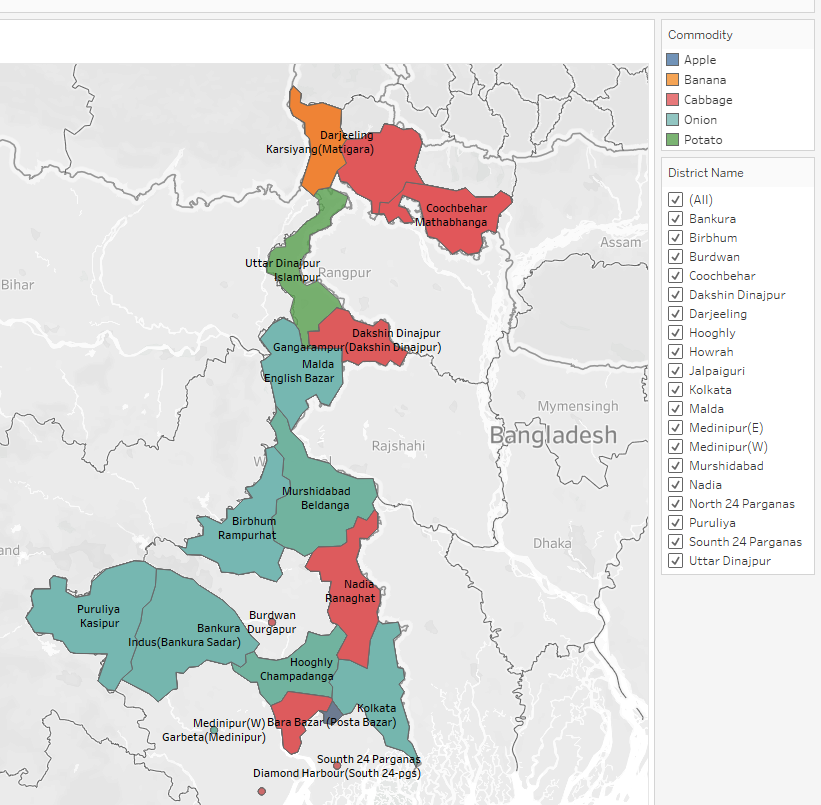 Darjeeling
Karsiyang(Matigara)
Coochbehar
Mathabhanga
Assam
Uttar Dinajpur
Islampur
Rangpur
Bihar
Dakshin Dinajpur
Gangarampur(Dakshin Dinajpur)
Malda
English Bazar
Mymensingh
Bangladesh
Rajshahi
Murshidabad
Beldanga
Birbhum
Rampurhat
Dhaka
Nadia
Ranaghat
Puruliya
Kasipur
Burdwan
Durgapur
Bankura
Indus(Bankura Sadar)
Hooghly
Champadanga
Kolkata
Bara Bazar (Posta Bazar)
Medinipur(W)
Garbeta(Medinipur)
Sounth 24 Parganas
Diamond Harbour(South 24-pgs)
Commodity
Apple
Banana
Cabbage
Onion
Potato
District Name
(All)
Bankura
Birbhum
Burdwan
Coochbehar
Dakshin Dinajpur
Darjeeling
Hooghly
Howrah
Jalpaiguri
Kolkata
Malda
Medinipur(E)
Medinipur(W)
Murshidabad
Nadia
North 24 Parganas
Puruliya
Sounth 24 Parganas
Uttar Dinajpur